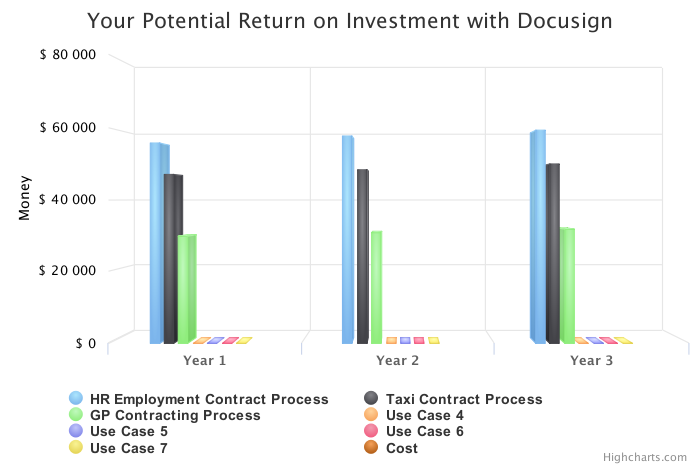 Your Potential Return on Investment with Docusign
$ 80 000
$ 60 000
$ 40 000
$ 20 000
$ 0
Money
Year 1
Year 2
Year 3
HR Employment Contract Process
Taxi Contract Process
GP Contracting Process
Use Case 4
Use Case 5
Use Case 6
Use Case 7
Cost
Highcharts.com